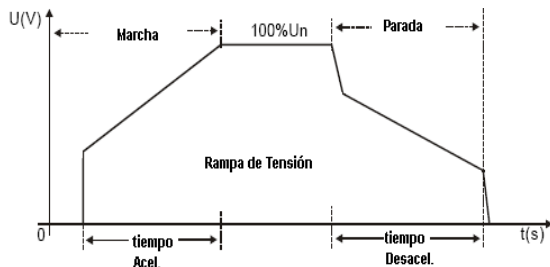 U(V)
Marcha
100%Un
Parada
Rampa de Tensión
0
tiempo
Acel.
tiempo
Desacel.
t(s)